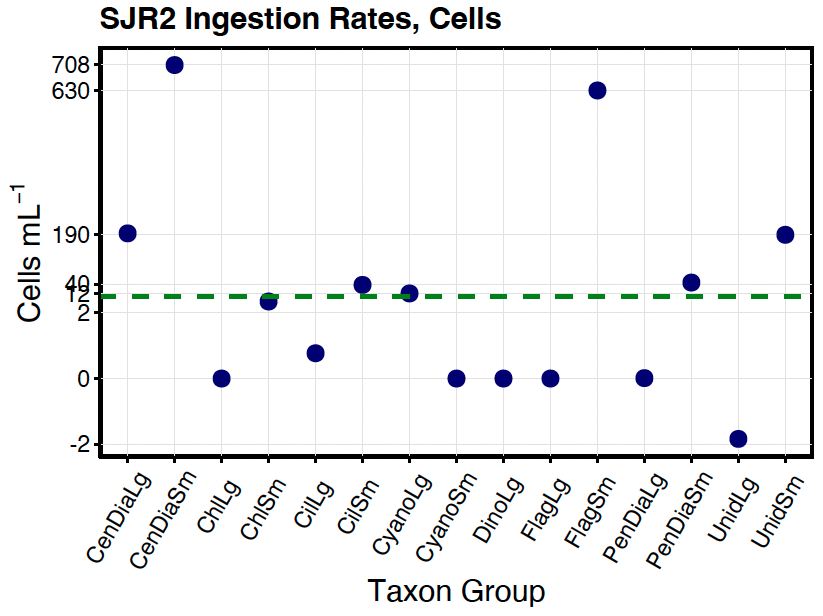 SJR2 Ingestion Rates, Cells
Cells mL⁻¹
708
630
190
40
12
2
0
-2
CenDiaLg
CenDiaSm
ChlLg
ChlSm
CilLg
CilSm
CyanoLg
CyanoSm
DinoLg
FlagLg
FlagSm
PenDiaLg
PenDiaSm
UnidLg
UnidSm
Taxon Group